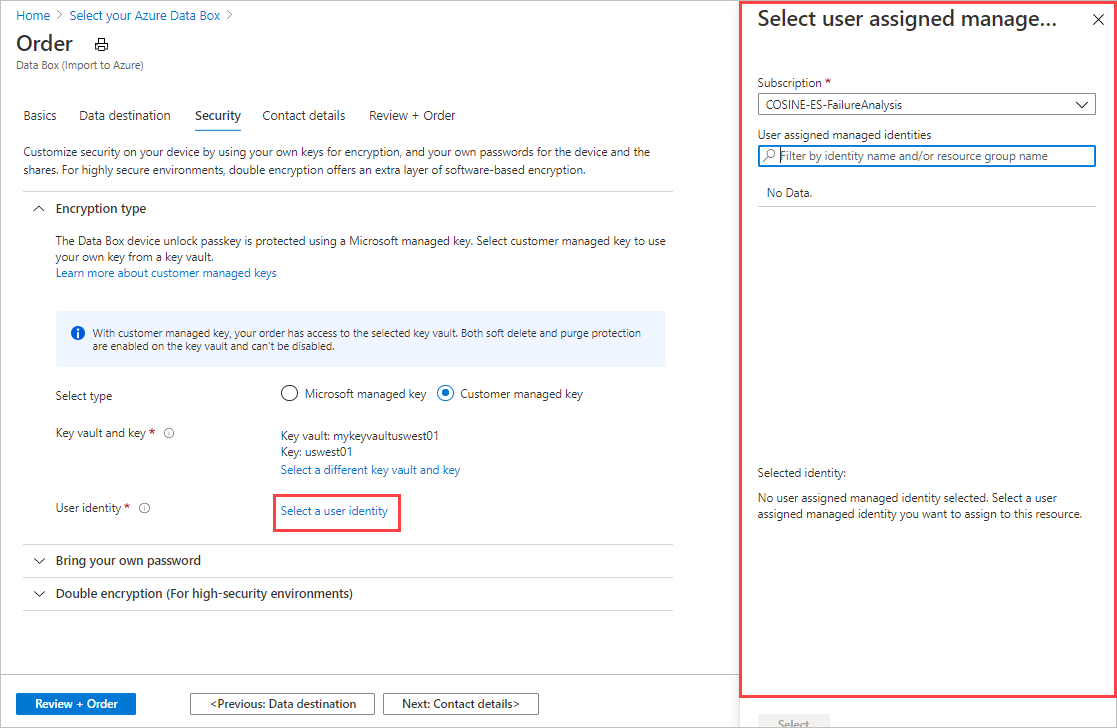 Home > Select your Azure Data Box >
Order
Data Box (Import to Azure)
Basics Data destination Security Contact details Review + Order
Customize security on your device by using your own keys for encryption, and your own passwords for the device and the
shares. For highly secure environments, double encryption offers an extra layer of software-based encryption.
Encryption type
The Data Box device unlock passkey is protected using a Microsoft managed key. Select customer managed key to use
your own key from a key vault.
Learn more about customer managed keys
With customer managed key, your order has access to the selected key vault. Both soft delete and purge protection
are enabled on the key vault and can't be disabled.
Select type
Microsoft managed key Customer managed key
Key vault and key *
Key vault: mykeyvaultuswest01
Key: uswest01
Select a different key vault and key
User identity *
Select a user identity
Bring your own password
Double encryption (For high-security environments)
Review + Order
<Previous: Data destination
Next: Contact details>
Select user assigned manage...
Subscription *
COSINE-ES-FailureAnalysis
User assigned managed identities
Filter by identity name and/or resource group name
No Data.
Selected identity:
No user assigned managed identity selected. Select a user
assigned managed identity you want to assign to this resource.
Select